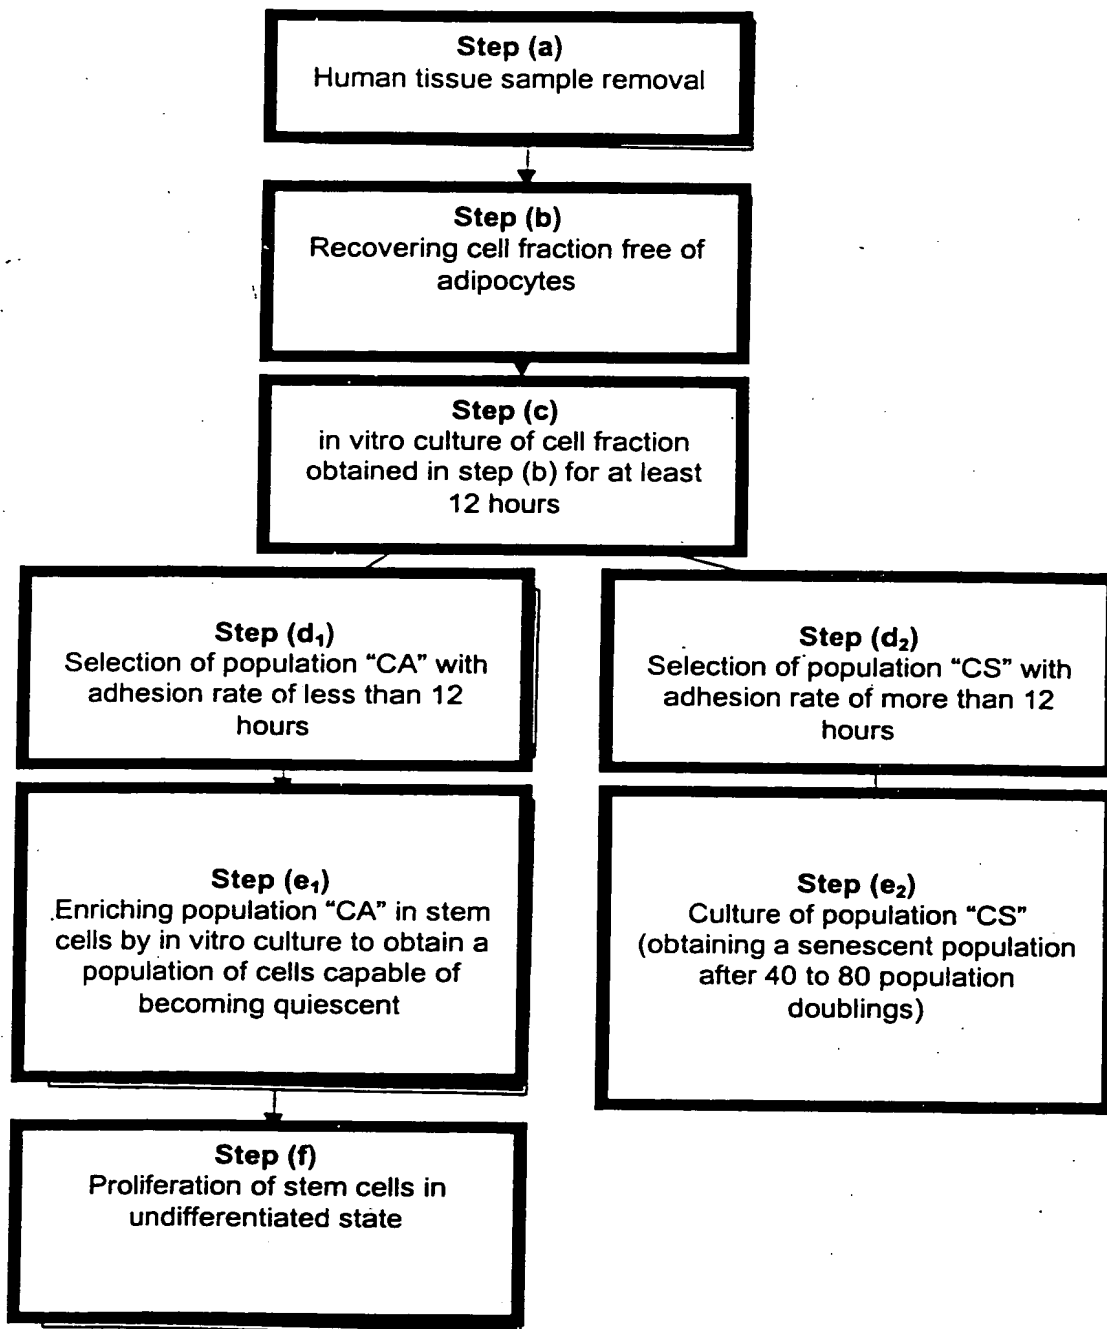 Step (a)
Human tissue sample removal
Step (b)
Recovering cell fraction free of
adipocytes
Step (c)
in vitro culture of cell fraction
obtained in step (b) for at least
12 hours
Step (d₁)
Selection of population “CA” with
adhesion rate of less than 12
hours
Step (d₂)
Selection of population “CS” with
adhesion rate of more than 12
hours
Step (e₁)
Enriching population “CA” in stem
cells by in vitro culture to obtain a
population of cells capable of
becoming quiescent
Step (e₂)
Culture of population “CS”
(obtaining a senescent population
after 40 to 80 population
doublings)
Step (f)
Proliferation of stem cells in
undifferentiated state